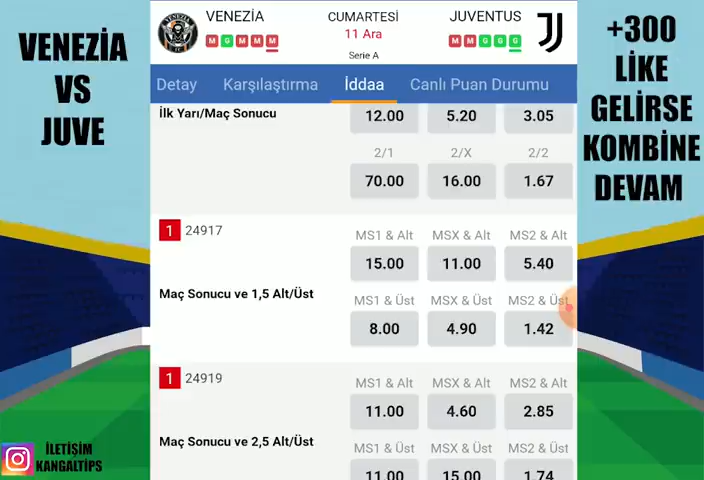 VENEZİA
VS
JUVE
VENEZİA
M G M M M
CUMARTESİ
11 Ara
Serie A
JUVENTUS
M M G G G
Detay Karşılaştırma İddaa Canlı Puan Durumu
İlk Yarı/Maç Sonucu
12.00 5.20 3.05
2/1 2/X 2/2
70.00 16.00 1.67
1 24917
MS1 & Alt MSX & Alt MS2 & Alt
15.00 11.00 5.40
Maç Sonucu ve 1,5 Alt/Üst
MS1 & Üst MSX & Üst MS2 & Üst
8.00 4.90 1.42
1 24919
MS1 & Alt MSX & Alt MS2 & Alt
11.00 4.60 2.85
Maç Sonucu ve 2,5 Alt/Üst
MS1 & Üst MSX & Üst MS2 & Üst
11.00 15.00 1.74
+300
LİKE
GELİRSE
KOMBİNE
DEVAM
İLETİŞİM
KANGALTİPS